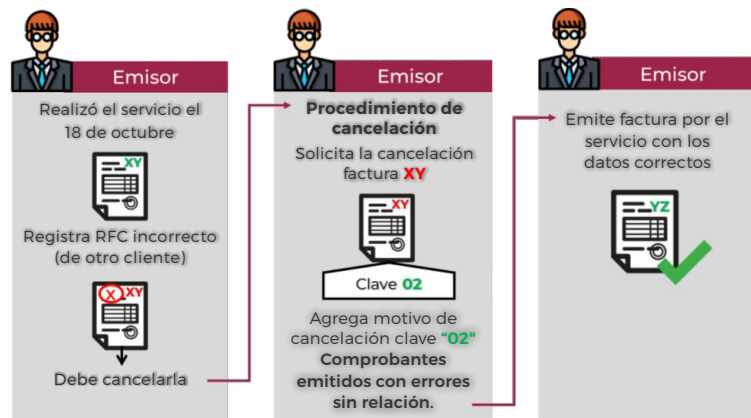 Emisor
Realizó el servicio el
18 de octubre
XY
Registra RFC incorrecto
(de otro cliente)
X XY
Debe cancelarla
Emisor
Procedimiento de
cancelación
Solicita la cancelación
factura XY
XY
Clave 02
Agrega motivo de
cancelación clave "02"
Comprobantes
emitidos con errores
sin relación.
Emisor
Emite factura por el
servicio con los
datos correctos
YZ